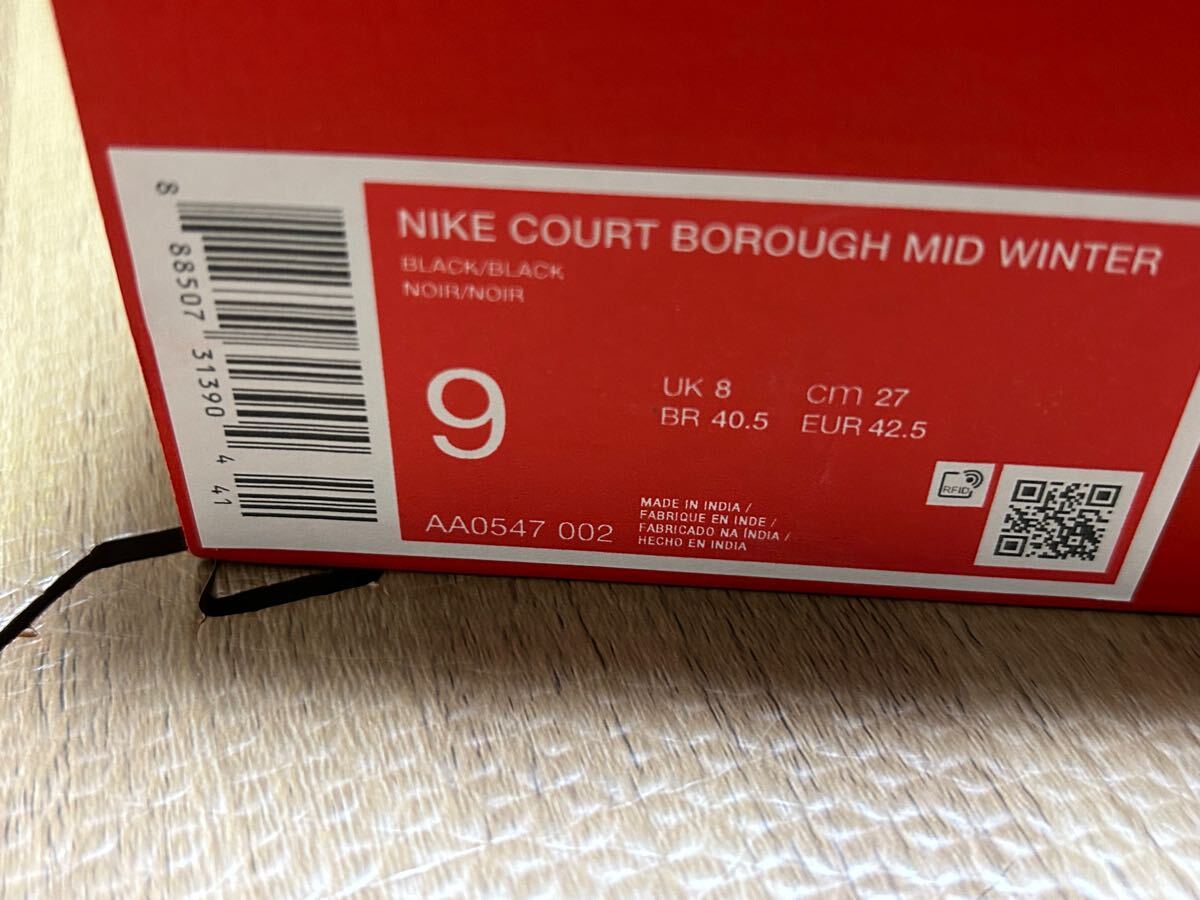 NIKE COURT BOROUGH MID WINTER
BLACK/BLACK
NOIR/NOIR
9
UK 8 cm 27
BR 40.5 EUR 42.5
AA0547 002
MADE IN INDIA /
FABRIQUE EN INDE /
FABRICADO NA ÍNDIA /
HECHO EN INDIA
RFID
8 88507 31390 4 41